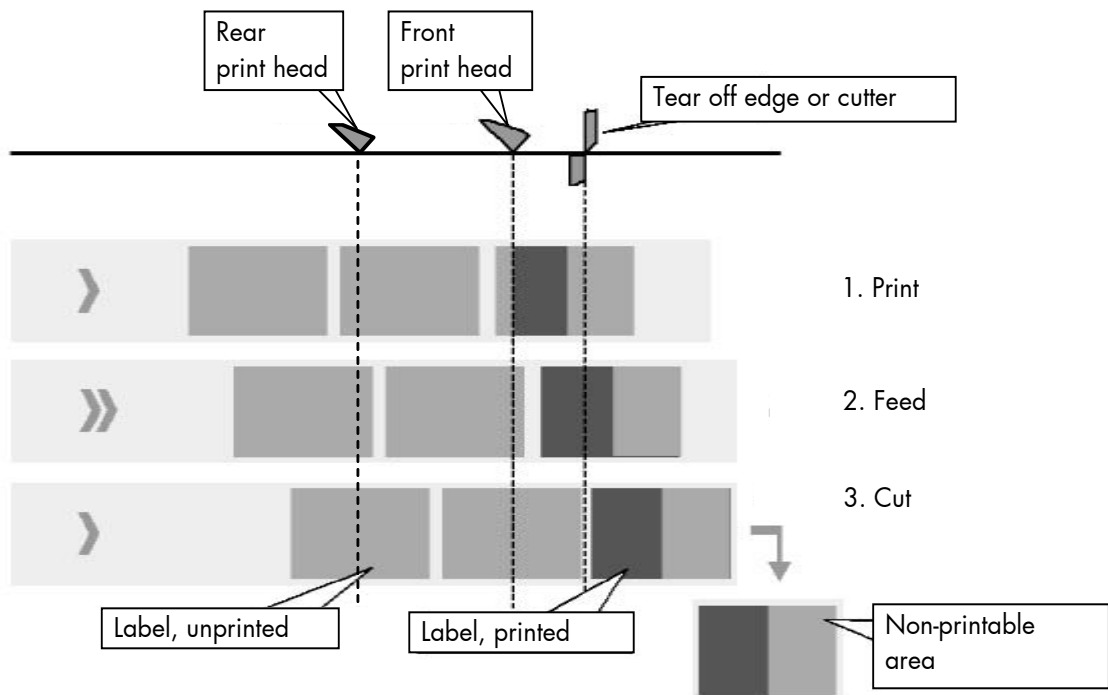 Rear
print head
Front
print head
Tear off edge or cutter
1. Print
2. Feed
3. Cut
Label, unprinted
Label, printed
Non-printable
area